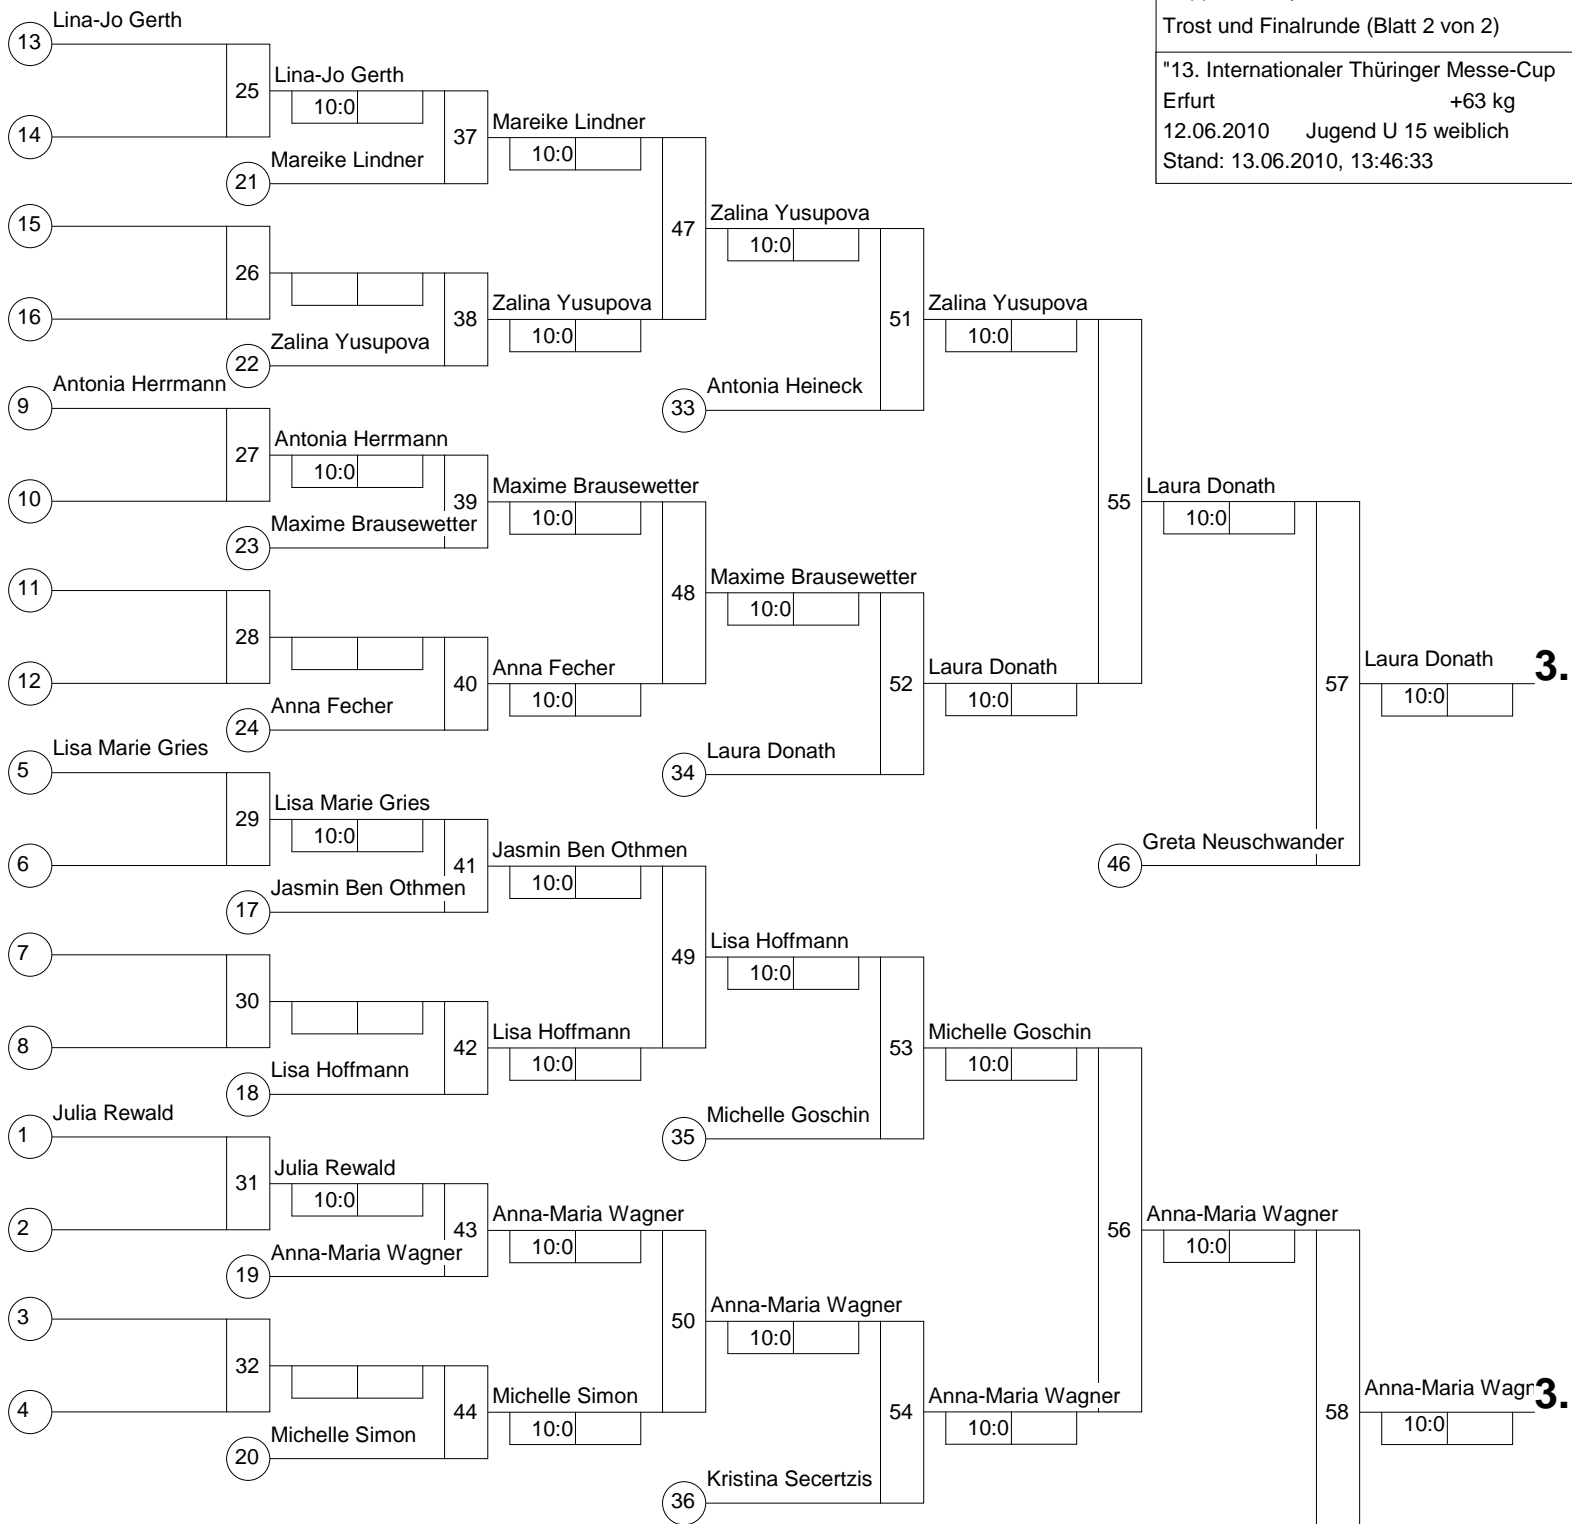 Trost und Finalrunde (Blatt 2 von 2)
"13. Internationaler Thüringer Messe-Cup
Erfurt +63 kg
12.06.2010 Jugend U 15 weiblich
Stand: 13.06.2010, 13:46:33
Lina-Jo Gerth
13
25
Lina-Jo Gerth
10:0
14
37
Mareike Lindner
10:0
Mareike Lindner
21
15
47
Zalina Yusupova
10:0
26
16
38
Zalina Yusupova
10:0
Zalina Yusupova
22
51
Zalina Yusupova
10:0
Antonia Heineck
33
Antonia Herrmann
9
27
Antonia Herrmann
10:0
10
39
Maxime Brausewetter
10:0
Maxime Brausewetter
23
55
Laura Donath
10:0
11
48
Maxime Brausewetter
10:0
28
12
40
Anna Fecher
10:0
Anna Fecher
24
52
Laura Donath
10:0
Laura Donath
34
57
Laura Donath
3.
10:0
Lisa Marie Gries
5
29
Lisa Marie Gries
10:0
6
41
Jasmin Ben Othmen
10:0
Jasmin Ben Othmen
17
Greta Neuschwander
46
7
49
Lisa Hoffmann
10:0
30
8
42
Lisa Hoffmann
10:0
Lisa Hoffmann
18
53
Michelle Goschin
10:0
Michelle Goschin
35
Julia Rewald
1
31
Julia Rewald
10:0
2
43
Anna-Maria Wagner
10:0
Anna-Maria Wagner
19
56
Anna-Maria Wagner
10:0
3
50
Anna-Maria Wagner
10:0
32
4
44
Michelle Simon
10:0
Michelle Simon
20
54
Anna-Maria Wagner
10:0
Kristina Secertzis
36
58
Anna-Maria Wagn
3.
10:0